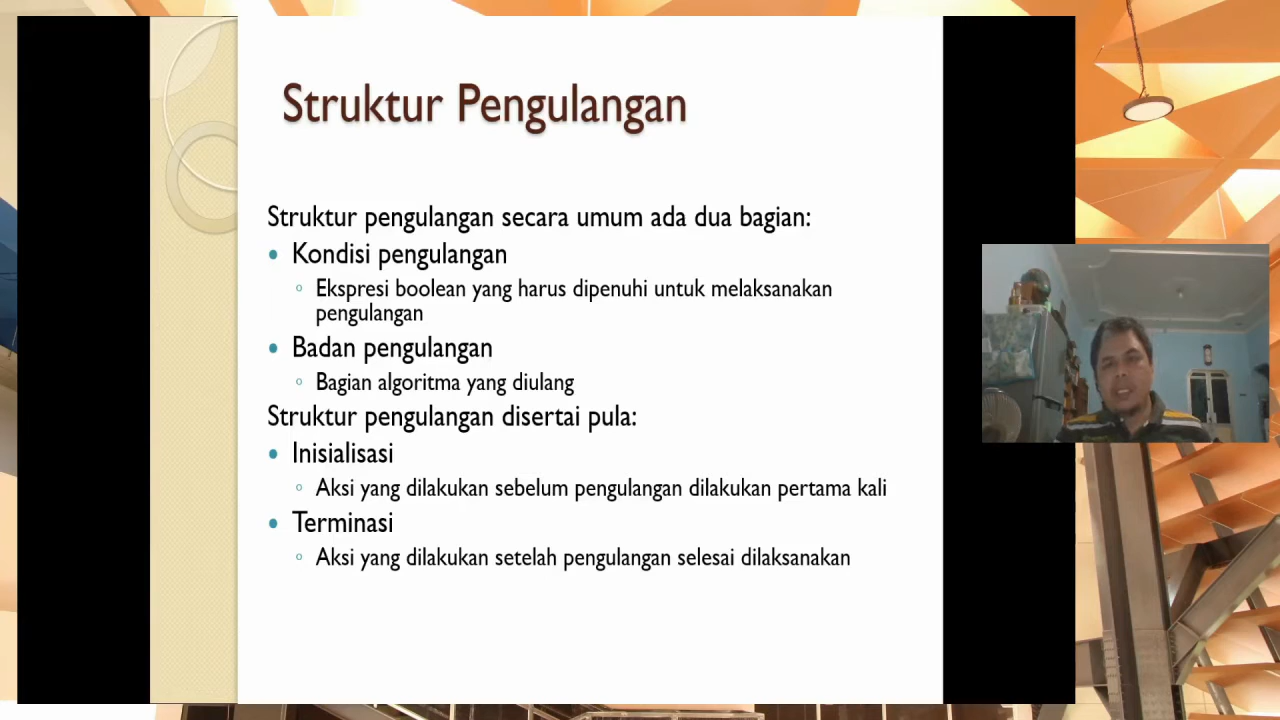 Struktur Pengulangan
Struktur pengulangan secara umum ada dua bagian:
• Kondisi pengulangan
◦ Ekspresi boolean yang harus dipenuhi untuk melaksanakan
pengulangan
• Badan pengulangan
◦ Bagian algoritma yang diulang
Struktur pengulangan disertai pula:
• Inisialisasi
◦ Aksi yang dilakukan sebelum pengulangan dilakukan pertama kali
• Terminasi
◦ Aksi yang dilakukan setelah pengulangan selesai dilaksanakan